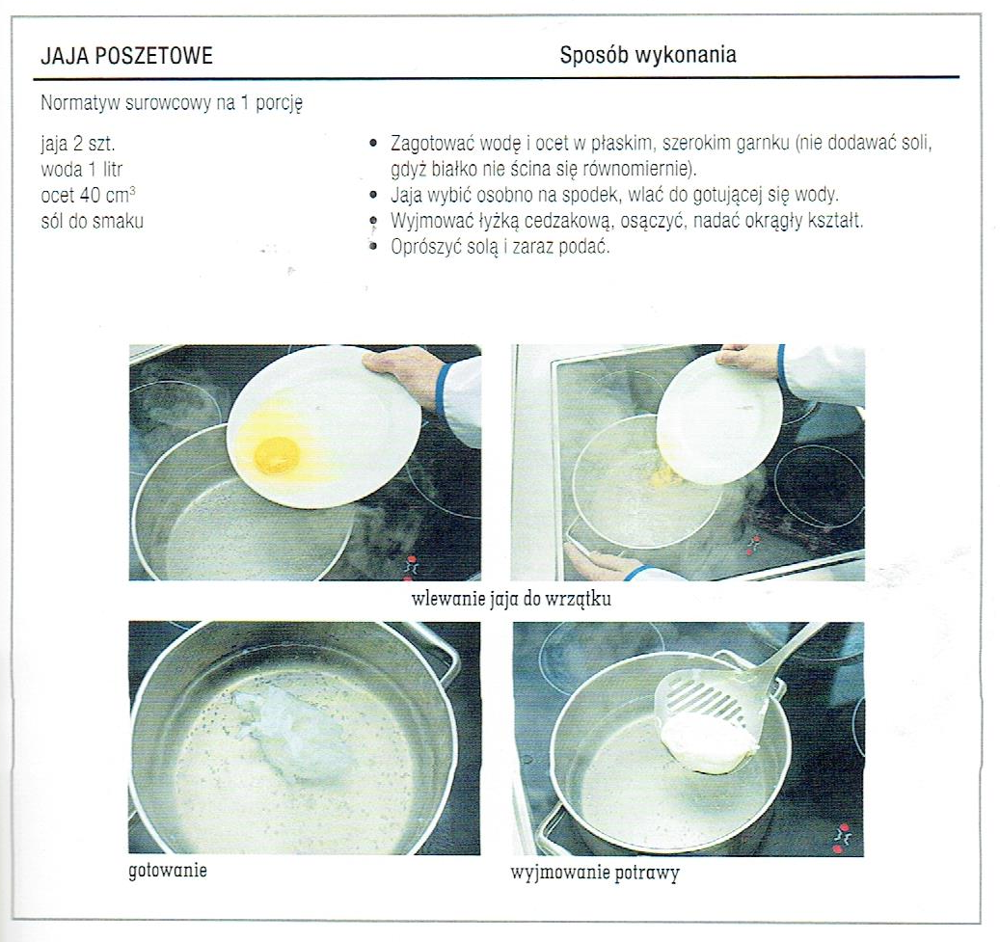 JAJA POSZETOWE
Sposób wykonania
Normatyw surowcowy na 1 porcję
jaja 2 szt.
woda 1 litr
ocet 40 cm³
sól do smaku
• Zagotować wodę i ocet w płaskim, szerokim garnku (nie dodawać soli,
gdyż białko nie ścina się równomiernie).
• Jaja wybić osobno na spodek, wlać do gotującej się wody.
• Wyjmować łyżką cedzakową, osączyć, nadać okrągły kształt.
• Oprószyć solą i zaraz podać.
wlewanie jaja do wrzątku
gotowanie
wyjmowanie potrawy